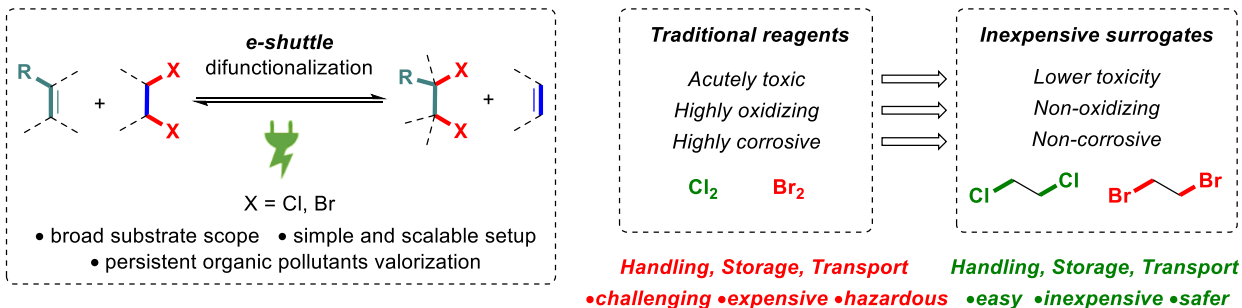 e-shuttle
difunctionalization
R
X
X
+
R
X
X
+
X = Cl, Br
• broad substrate scope • simple and scalable setup
• persistent organic pollutants valorization
Traditional reagents
Acutely toxic
Highly oxidizing
Highly corrosive
Cl2 Br2
Handling, Storage, Transport
•challenging •expensive •hazardous
Inexpensive surrogates
Lower toxicity
Non-oxidizing
Non-corrosive
Cl Cl Br Br
Handling, Storage, Transport
•easy •inexpensive •safer